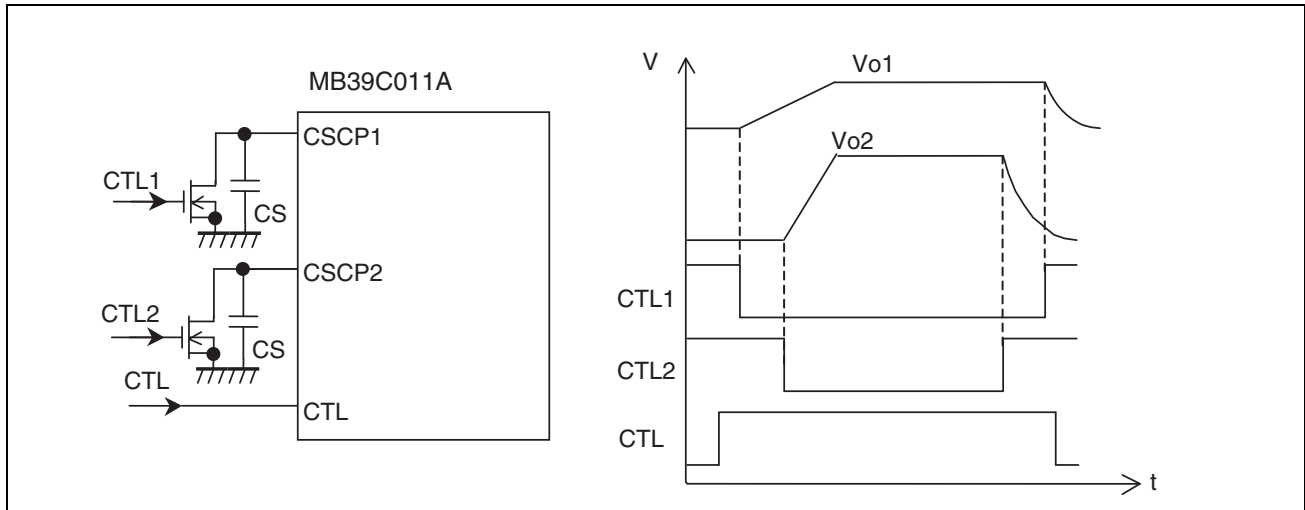 MB39C011A
CSCP1
CTL1
CS
CSCP2
CTL2
CS
CTL
CTL
V
Vo1
Vo2
CTL1
CTL2
CTL
t